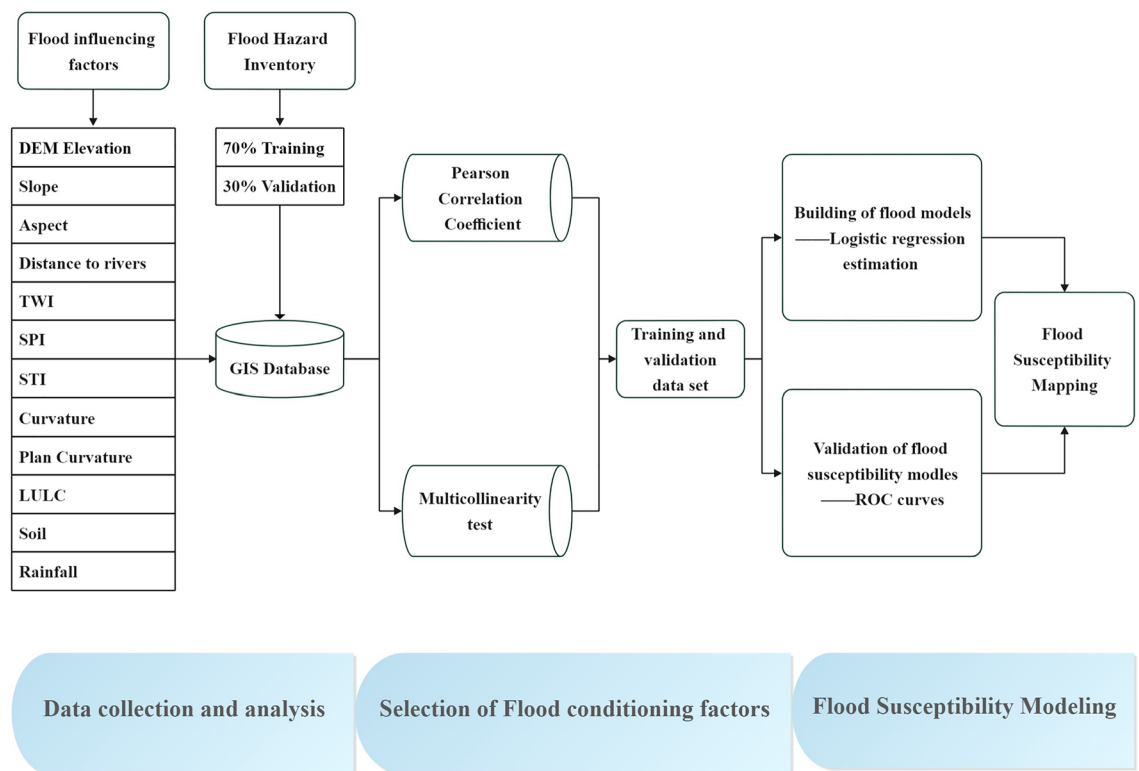 Flood influencing
factors
Flood Hazard
Inventory
DEM Elevation
Slope
Aspect
Distance to rivers
TWI
SPI
STI
Curvature
Plan Curvature
LULC
Soil
Rainfall
70% Training
30% Validation
GIS Database
Pearson
Correlation
Coefficient
Multicollinearity
test
Training and
validation
data set
Building of flood models
——Logistic regression
estimation
Validation of flood
susceptibility modles
——ROC curves
Flood
Susceptibility
Mapping
Data collection and analysis
Selection of Flood conditioning factors
Flood Susceptibility Modeling